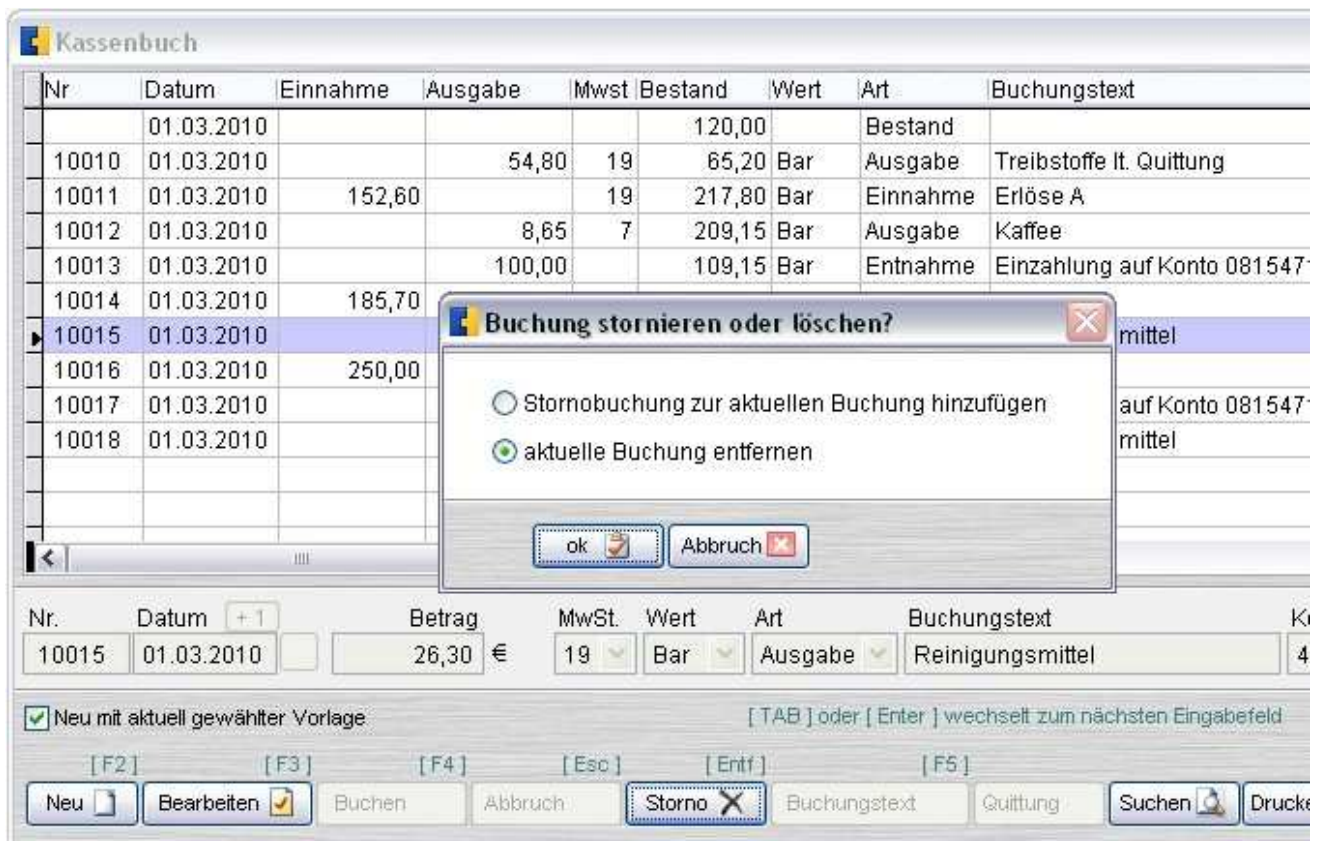 Kassenbuch
Nr Datum Einnahme Ausgabe Mwst Bestand Wert Art Buchungstext
01.03.2010 120,00 Bestand
10010 01.03.2010 54,80 19 65,20 Bar Ausgabe Treibstoffe lt. Quittung
10011 01.03.2010 152,60 19 217,80 Bar Einnahme Erlöse A
10012 01.03.2010 8,65 7 209,15 Bar Ausgabe Kaffee
10013 01.03.2010 100,00 109,15 Bar Entnahme Einzahlung auf Konto 081547
10014 01.03.2010 185,70
Buchung stornieren oder löschen?
10015 01.03.2010 mittel
10016 01.03.2010 250,00
Stornobuchung zur aktuellen Buchung hinzufügen
10017 01.03.2010 auf Konto 081547
10018 01.03.2010 mittel
aktuelle Buchung entfernen
ok Abbruch
Nr. Datum + 1 Betrag MwSt. Wert Art Buchungstext
10015 01.03.2010 26,30 € 19 Bar Ausgabe Reinigungsmittel 4
Neu mit aktuell gewählter Vorlage [ TAB ] oder [ Enter ] wechselt zum nächsten Eingabefeld
[ F2 ] [ F3 ] [ F4 ] [ Esc ] [ Entf ] [ F5 ]
Neu Bearbeiten Buchen Abbruch Storno Buchungstext Quittung Suchen Drucke